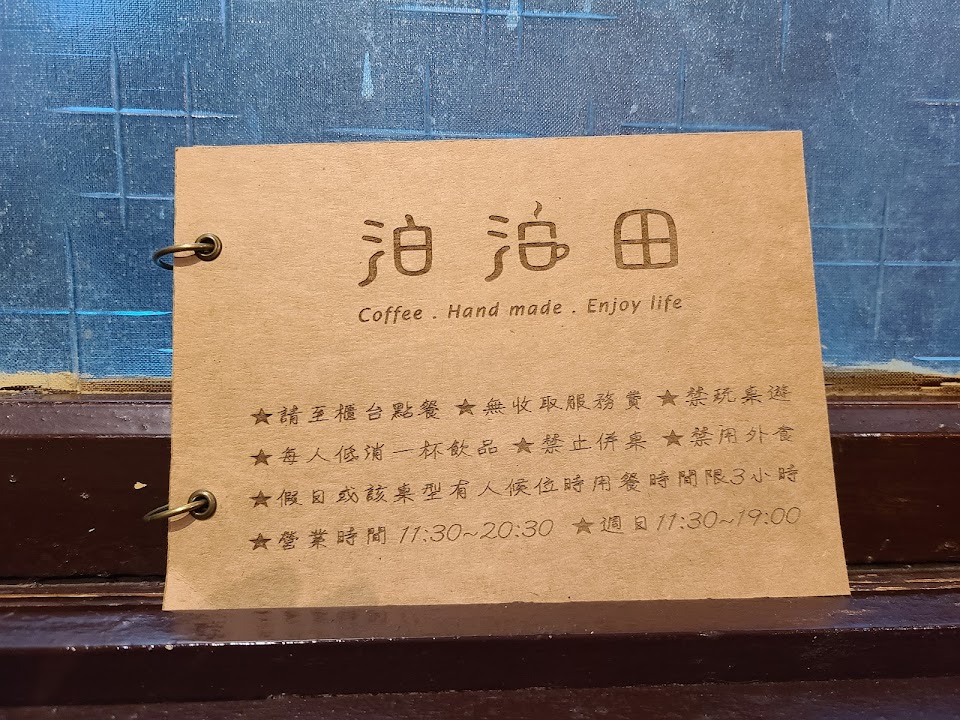 泊泊田
Coffee . Hand made . Enjoy life
★請至櫃台點餐 ★無收取服務費 ★禁玩桌遊
★每人低消一杯飲品 ★禁止併桌 ★禁用外食
★假日或該桌型有人候位時用餐時間限3小時
★營業時間 11:30~20:30 ★週日11:30~19:00